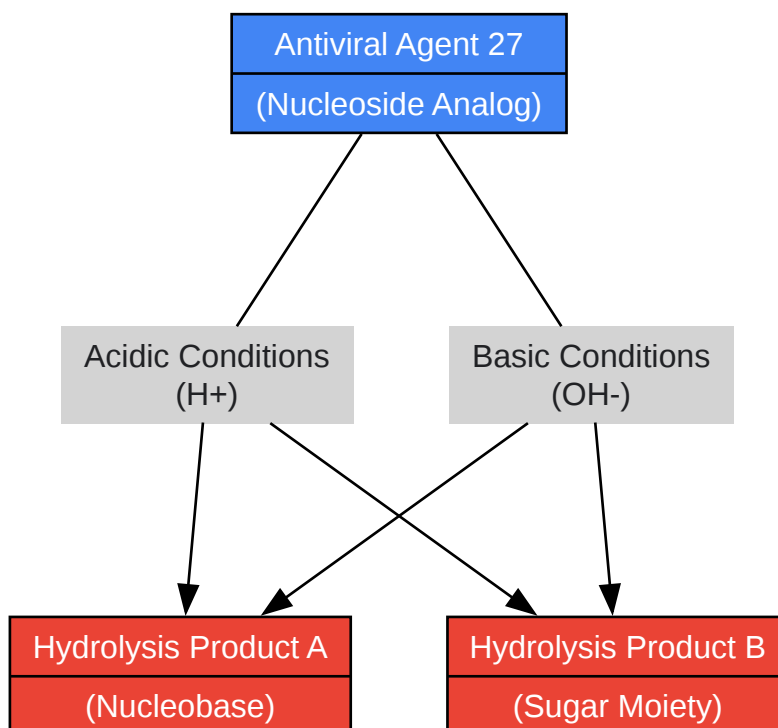 Antiviral Agent 27
(Nucleoside Analog)
Acidic Conditions
(H+)
Basic Conditions
(OH-)
Hydrolysis Product A
(Nucleobase)
Hydrolysis Product B
(Sugar Moiety)